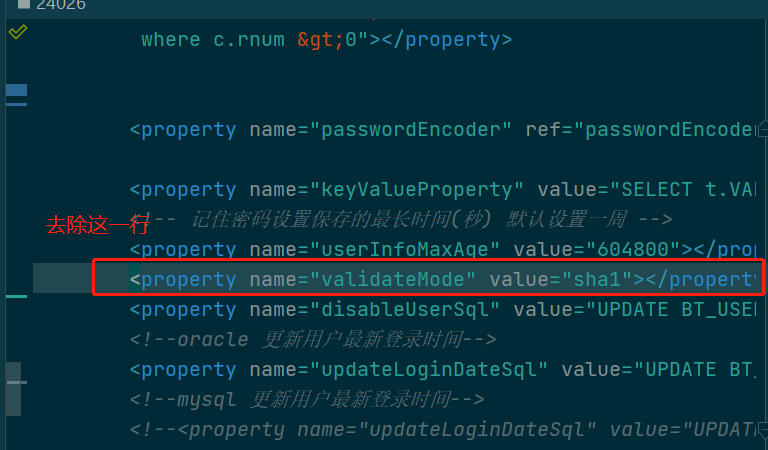 24026
where c.rnum &gt;0"></property>
<property name="passwordEncoder" ref="passwordEncode
<property name="keyValueProperty" value="SELECT t.VA
去除这一行
<!-- 记住密码设置保存的最长时间(秒) 默认设置一周 -->
<property name="userInfoMaxAge" value="604800"></prop
<property name="validateMode" value="sha1"></property
<property name="disableUserSql" value="UPDATE BT_USE
<!--oracle 更新用户最新登录时间-->
<property name="updateLoginDateSql" value="UPDATE BT_
<!--mysql 更新用户最新登录时间-->
<!--<property name="updateLoginDateSql" value="UPDAT